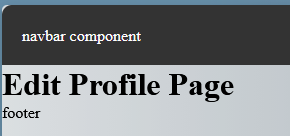 navbar component
Edit Profile Page
footer